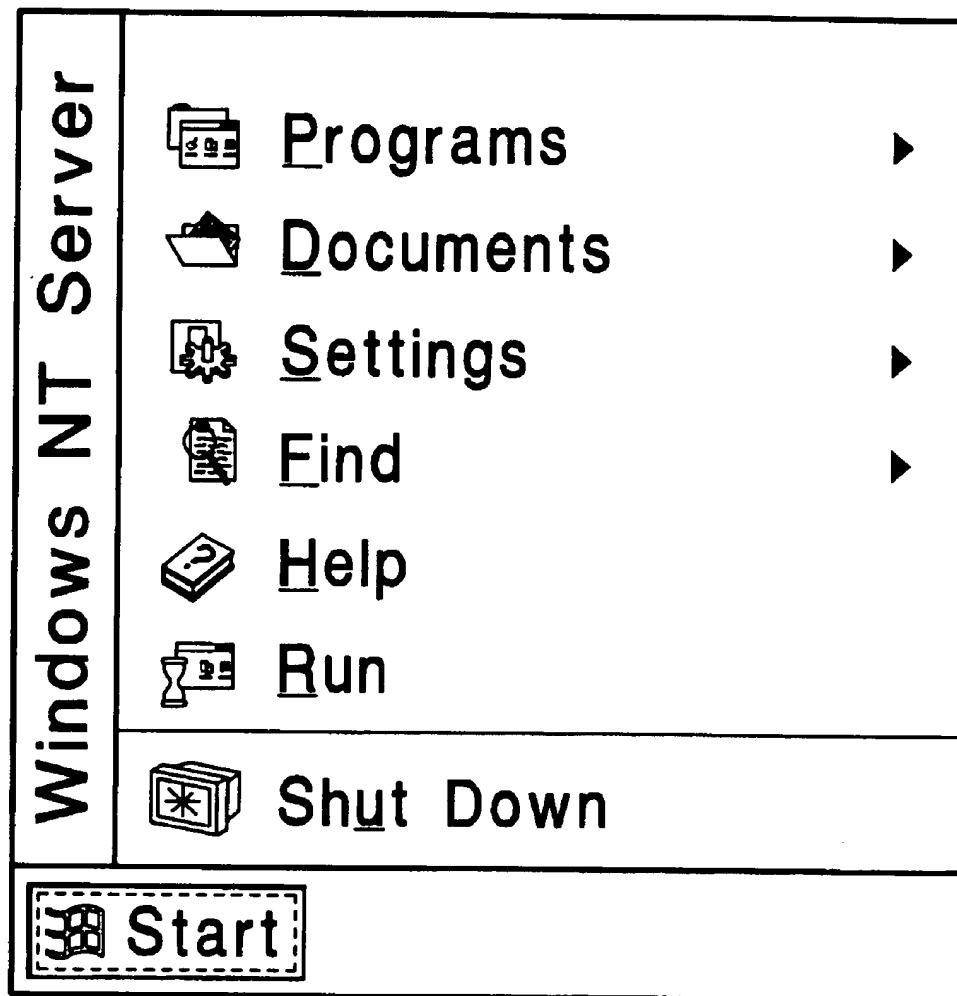 Windows NT Server
Programs
Documents
Settings
Find
Help
Run
Shut Down
Start